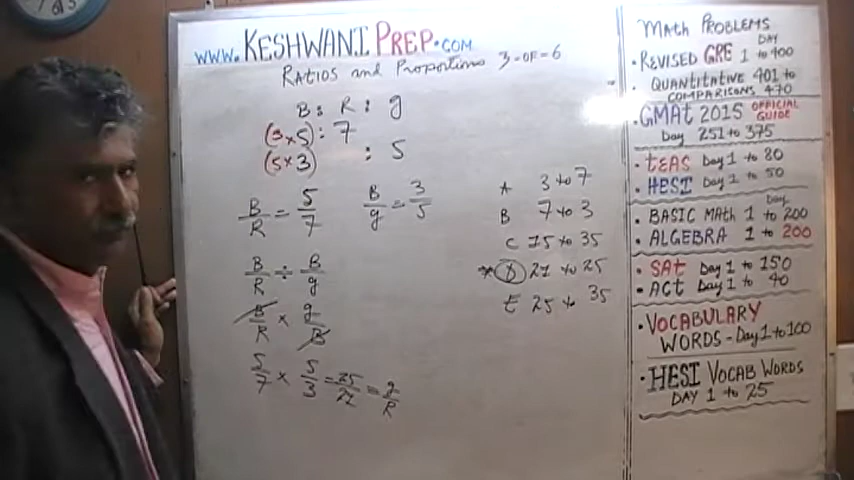 www.KESHWANIPREP.com
RATIOS and PROPORTIONS 3-OF-6
B : R : g
(3×5) : 7
(5×3) : 5
B/R = 5/7
B/g = 3/5
B/R ÷ B/g
B/R × g/B
5/7 × 5/3 = 25/21 = g/R
A 3 to 7
B 7 to 3
C 15 to 35
* D 21 to 25
E 25 to 35
MATH PROBLEMS
DAY
• REVISED GRE 1 to 400
• QUANTITATIVE 401 to
COMPARISONS 470
• GMAt 2015 OFFICIAL
GUIDE
Day 251 to 375
• tEAS Day 1 to 80
• HESI Day 1 to 50
DAY
• BASIC MAth 1 to 200
• ALGEBRA 1 to 200
• SAt Day 1 to 150
• ACt Day 1 to 40
• VOCABULARY
WORDS - Day 1 to 100
• HESI VOCAB WORDS
DAY 1 to 25